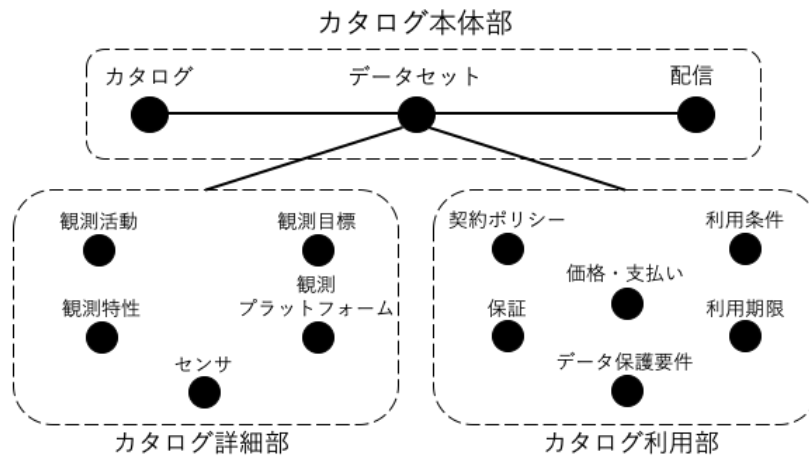 カタログ本体部
カタログ
データセット
配信
観測活動
観測目標
観測特性
観測
プラットフォーム
センサ
カタログ詳細部
契約ポリシー
利用条件
価格・支払い
保証
利用期限
データ保護要件
カタログ利用部